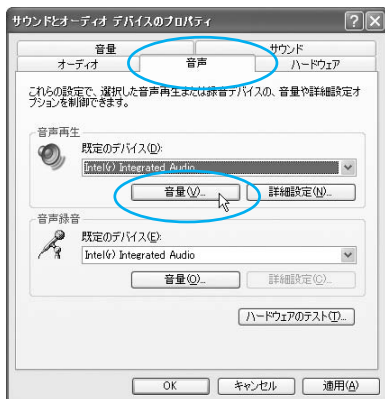 サウンドとオーディオ デバイスのプロパティ
音量
サウンド
オーディオ
音声
ハードウェア
これらの設定で、選択した音声再生または録音デバイスの、音量や詳細設定オ
プションを制御できます。
音声再生
既定のデバイス(D):
Intel(r) Integrated Audio
音量(V)...
詳細設定(N)...
音声録音
既定のデバイス(E):
Intel(r) Integrated Audio
音量(O)...
詳細設定(C)...
ハードウェアのテスト(T)...
OK
キャンセル
適用(A)